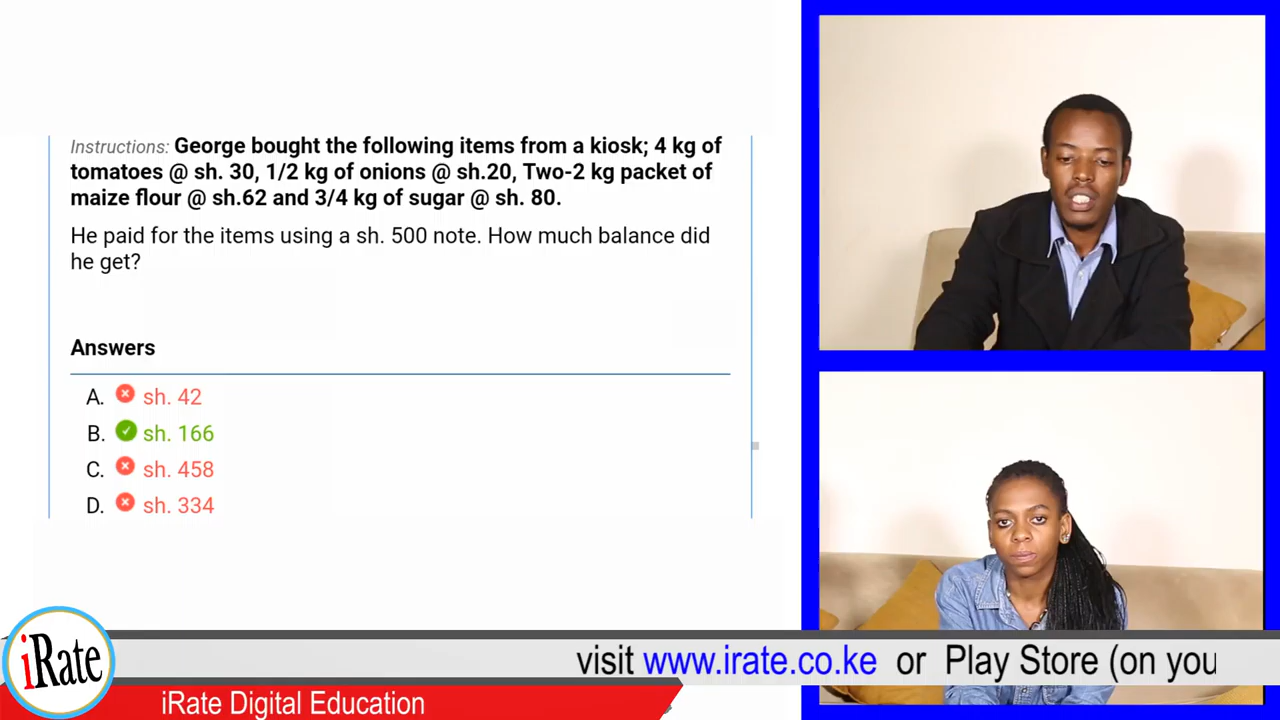 Instructions: George bought the following items from a kiosk; 4 kg of
tomatoes @ sh. 30, 1/2 kg of onions @ sh.20, Two-2 kg packet of
maize flour @ sh.62 and 3/4 kg of sugar @ sh. 80.
He paid for the items using a sh. 500 note. How much balance did
he get?
Answers
A. sh. 42
B. sh. 166
C. sh. 458
D. sh. 334
iRate
visit www.irate.co.ke or Play Store (on you
iRate Digital Education